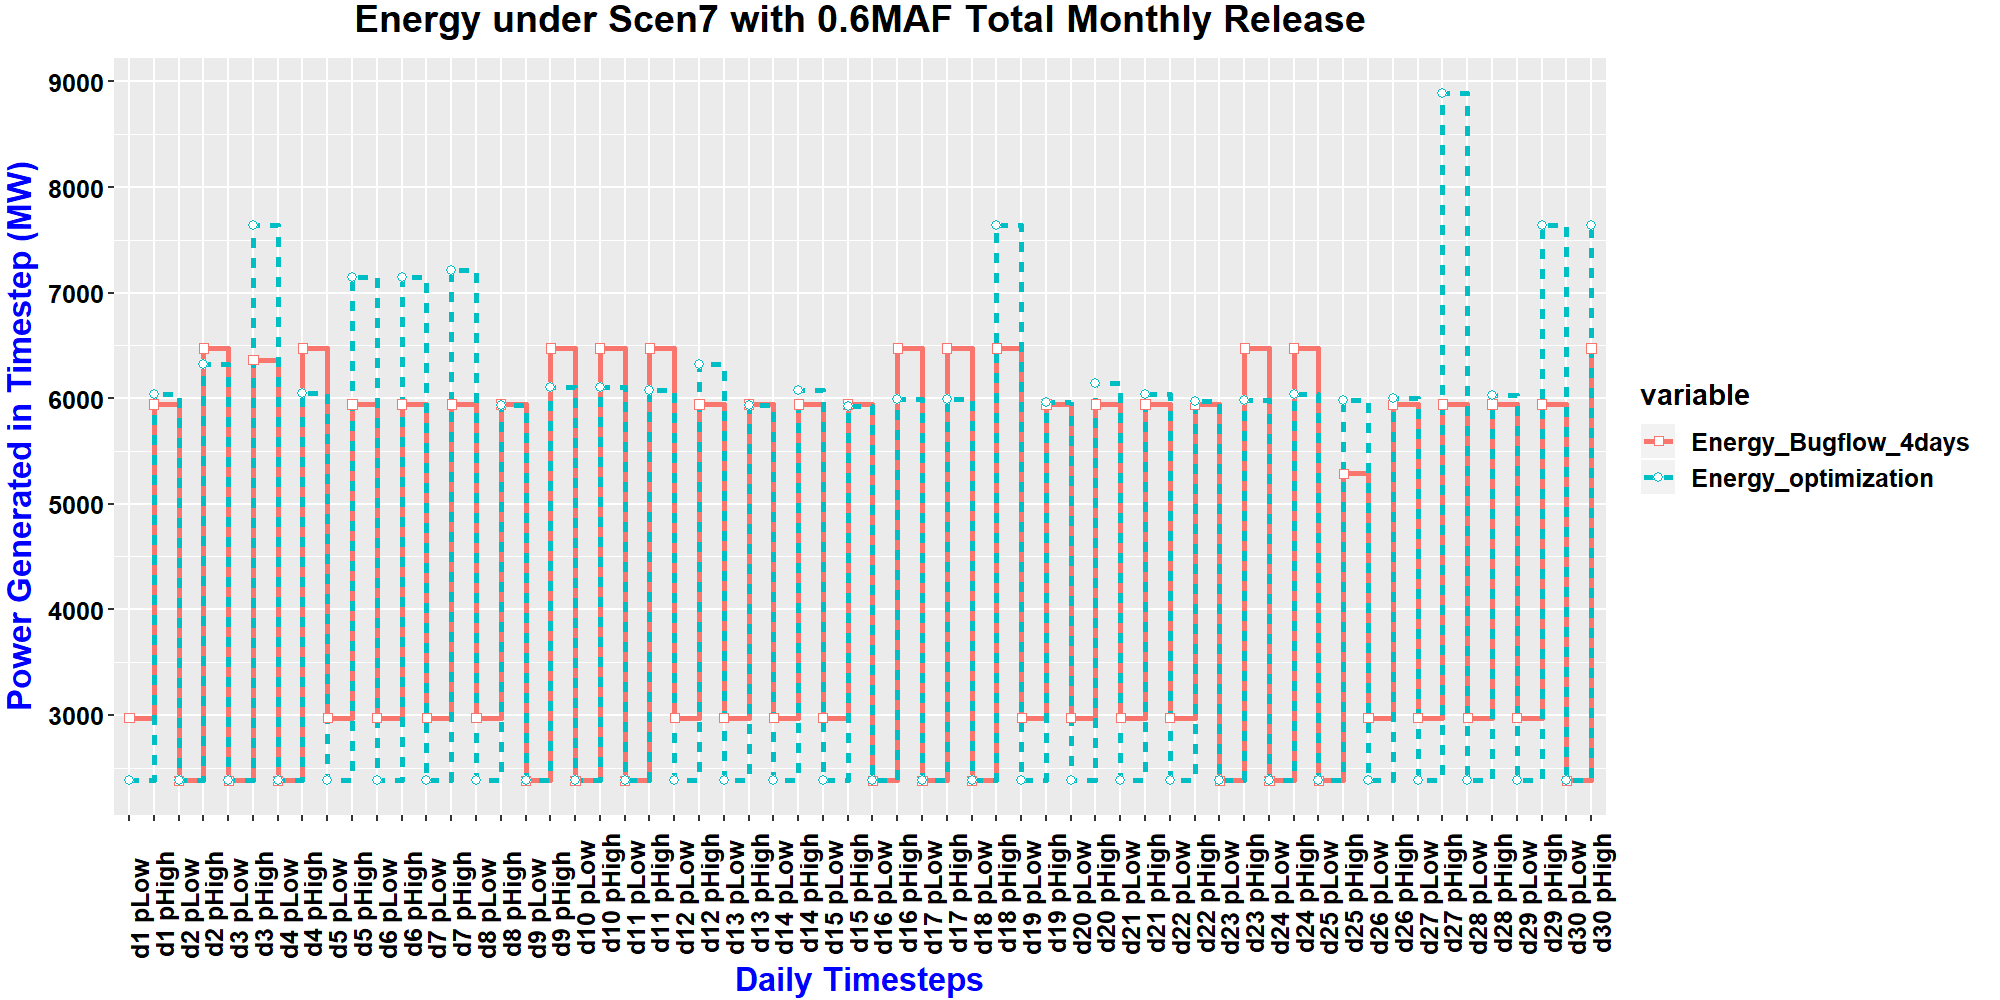 Energy under Scen7 with 0.6MAF Total Monthly Release
Power Generated in Timestep (MW)
9000
8000
7000
6000
5000
4000
3000
d1 pLow
d1 pHigh
d2 pLow
d2 pHigh
d3 pLow
d3 pHigh
d4 pLow
d4 pHigh
d5 pLow
d5 pHigh
d6 pLow
d6 pHigh
d7 pLow
d7 pHigh
d8 pLow
d8 pHigh
d9 pLow
d9 pHigh
d10 pLow
d10 pHigh
d11 pLow
d11 pHigh
d12 pLow
d12 pHigh
d13 pLow
d13 pHigh
d14 pLow
d14 pHigh
d15 pLow
d15 pHigh
d16 pLow
d16 pHigh
d17 pLow
d17 pHigh
d18 pLow
d18 pHigh
d19 pLow
d19 pHigh
d20 pLow
d20 pHigh
d21 pLow
d21 pHigh
d22 pLow
d22 pHigh
d23 pLow
d23 pHigh
d24 pLow
d24 pHigh
d25 pLow
d25 pHigh
d26 pLow
d26 pHigh
d27 pLow
d27 pHigh
d28 pLow
d28 pHigh
d29 pLow
d29 pHigh
d30 pLow
d30 pHigh
Daily Timesteps
variable
Energy_Bugflow_4days
Energy_optimization